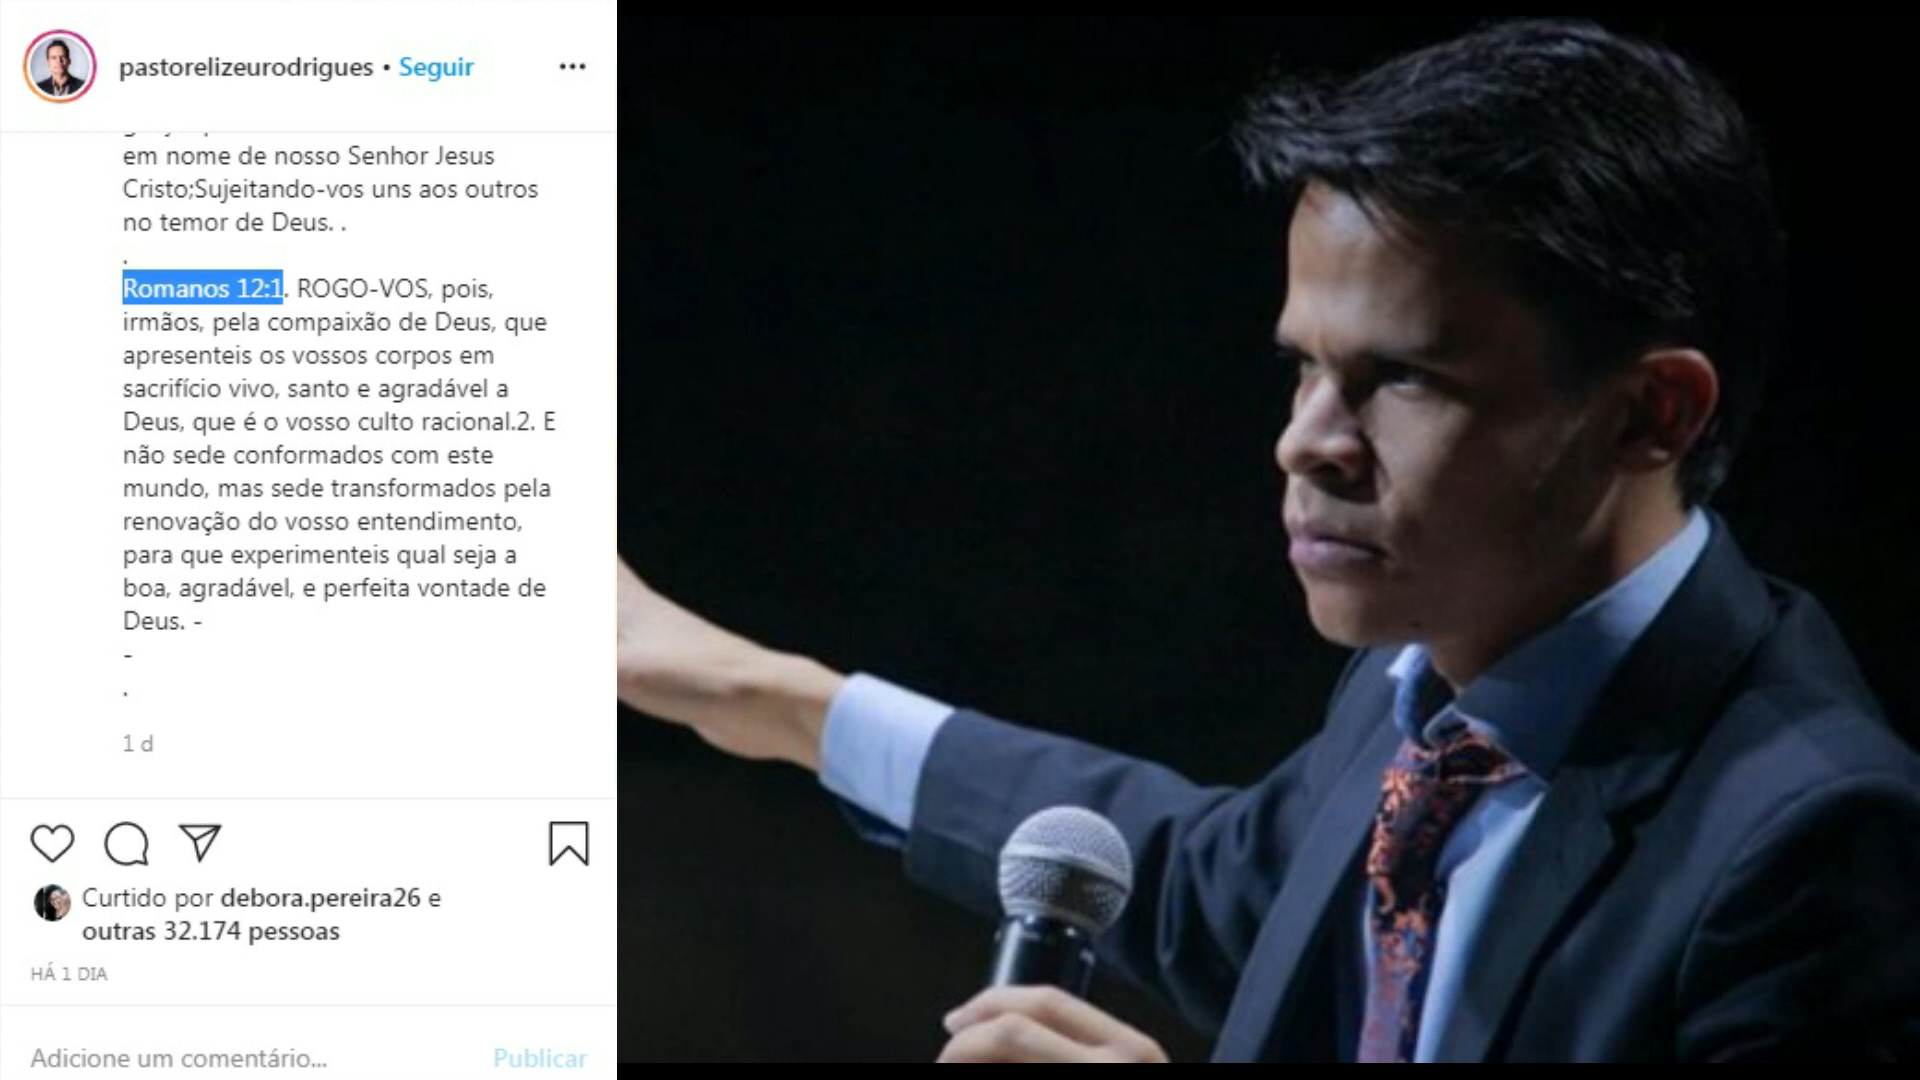 pastorelizeurodrigues • Seguir
em nome de nosso Senhor Jesus
Cristo;Sujeitando-vos uns aos outros
no temor de Deus. .
.
Romanos 12:1. ROGO-VOS, pois,
irmãos, pela compaixão de Deus, que
apresenteis os vossos corpos em
sacrifício vivo, santo e agradável a
Deus, que é o vosso culto racional.2. E
não sede conformados com este
mundo, mas sede transformados pela
renovação do vosso entendimento,
para que experimenteis qual seja a
boa, agradável, e perfeita vontade de
Deus. -
-
.
1 d
Curtido por debora.pereira26 e
outras 32.174 pessoas
HÁ 1 DIA
Adicione um comentário... Publicar